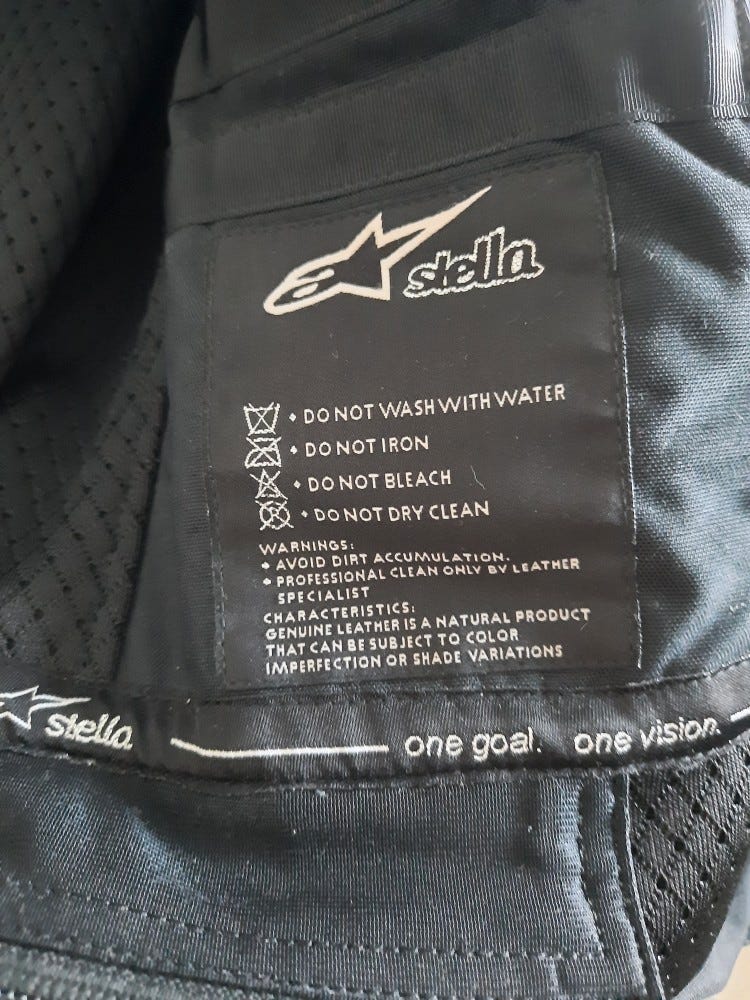 stella
• DO NOT WASH WITH WATER
• DO NOT IRON
• DO NOT BLEACH
• DO NOT DRY CLEAN
WARNINGS:
• AVOID DIRT ACCUMULATION.
• PROFESSIONAL CLEAN ONLY BY LEATHER
SPECIALIST
CHARACTERISTICS:
GENUINE LEATHER IS A NATURAL PRODUCT
THAT CAN BE SUBJECT TO COLOR
IMPERFECTION OR SHADE VARIATIONS
stella one goal. one vision.